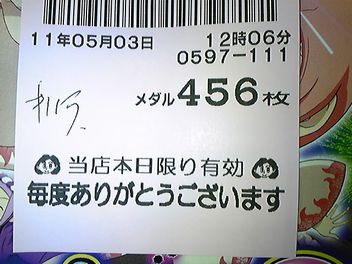 11年05月03日 12時06分
0597-111
メダル 456枚
当店本日限り有効
毎度ありがとうございます